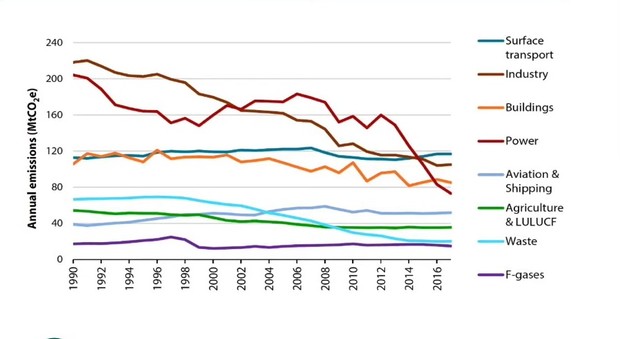 Annual emissions (MtCO2e)
240
200
160
120
80
40
0
1990
1992
1994
1996
1998
2000
2002
2004
2006
2008
2010
2012
2014
2016
Surface
transport
Industry
Buildings
Power
Aviation &
Shipping
Agriculture
& LULUCF
Waste
F-gases